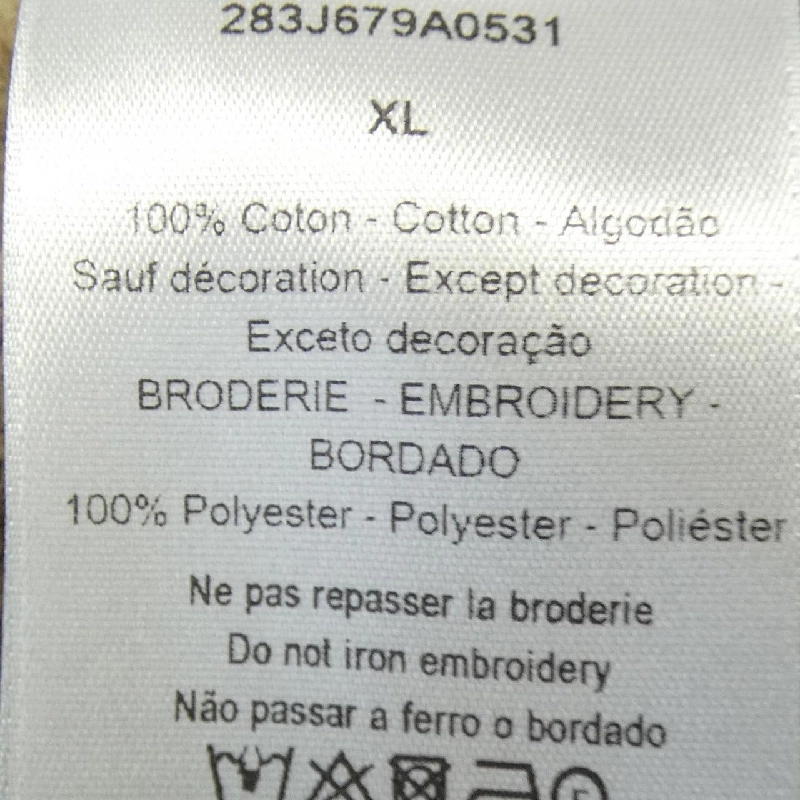 283J679A0531
XL
100% Coton - Cotton - Algodão
Sauf décoration - Except decoration -
Exceto decoração
BRODERIE - EMBROIDERY -
BORDADO
100% Polyester - Polyester - Poliéster
Ne pas repasser la broderie
Do not iron embroidery
Não passar a ferro o bordado